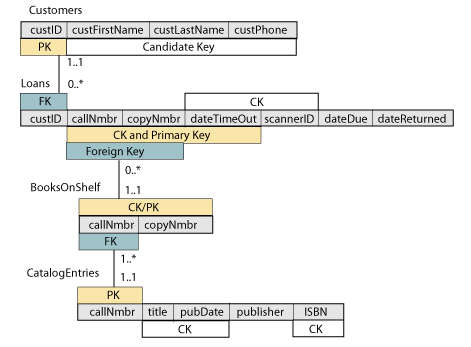 Customers
custID custFirstName custLastName custPhone
PK Candidate Key
1..1
Loans 0..*
FK CK
custID callNmbr copyNmbr dateTimeOut scannerID dateDue dateReturned
CK and Primary Key
Foreign Key
0..*
BooksOnShelf 1..1
CK/PK
callNmbr copyNmbr
FK
1..*
CatalogEntries 1..1
PK
callNmbr title pubDate publisher ISBN
CK CK